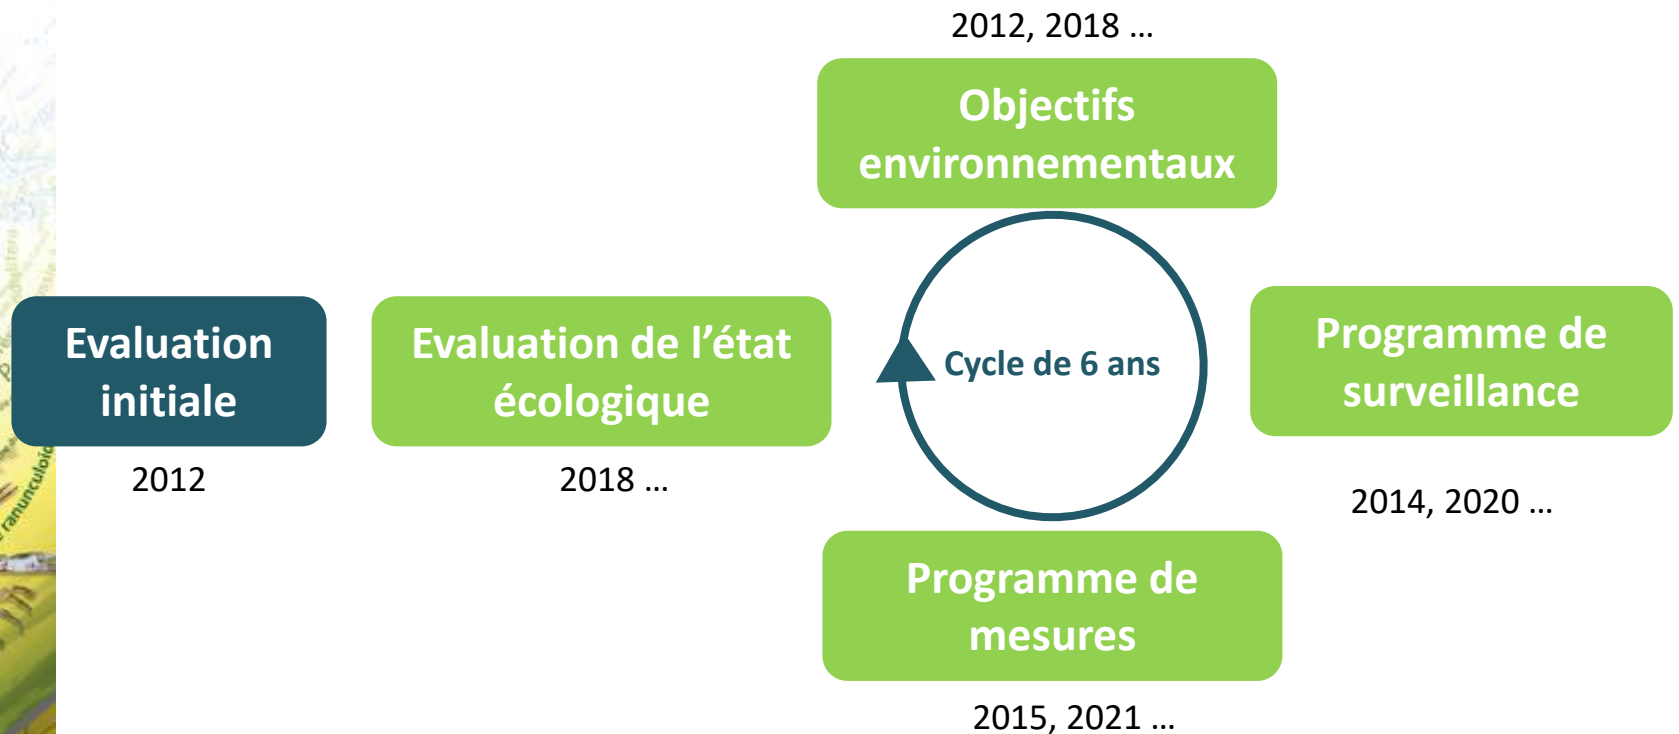 2012, 2018 …
Objectifs
environnementaux
Evaluation
initiale
2012
Evaluation de l’état
écologique
2018 …
Cycle de 6 ans
Programme de
surveillance
2014, 2020 …
Programme de
mesures
2015, 2021 …